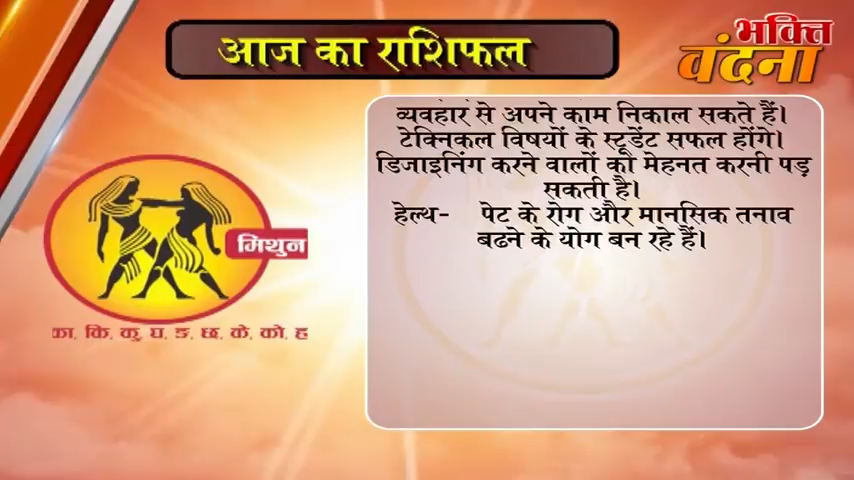 आज का राशिफल
भक्ति
वंदना
व्यवहार से अपने काम निकाल सकते हैं।
टेक्निकल विषयों के स्टूडेंट सफल होंगे।
डिजाइनिंग करने वालों को मेहनत करनी पड़
सकती है।
हेल्थ- पेट के रोग और मानसिक तनाव
बढने के योग बन रहे हैं।
मिथुन
का, कि, कु, घ, ङ, छ, के, को, ह